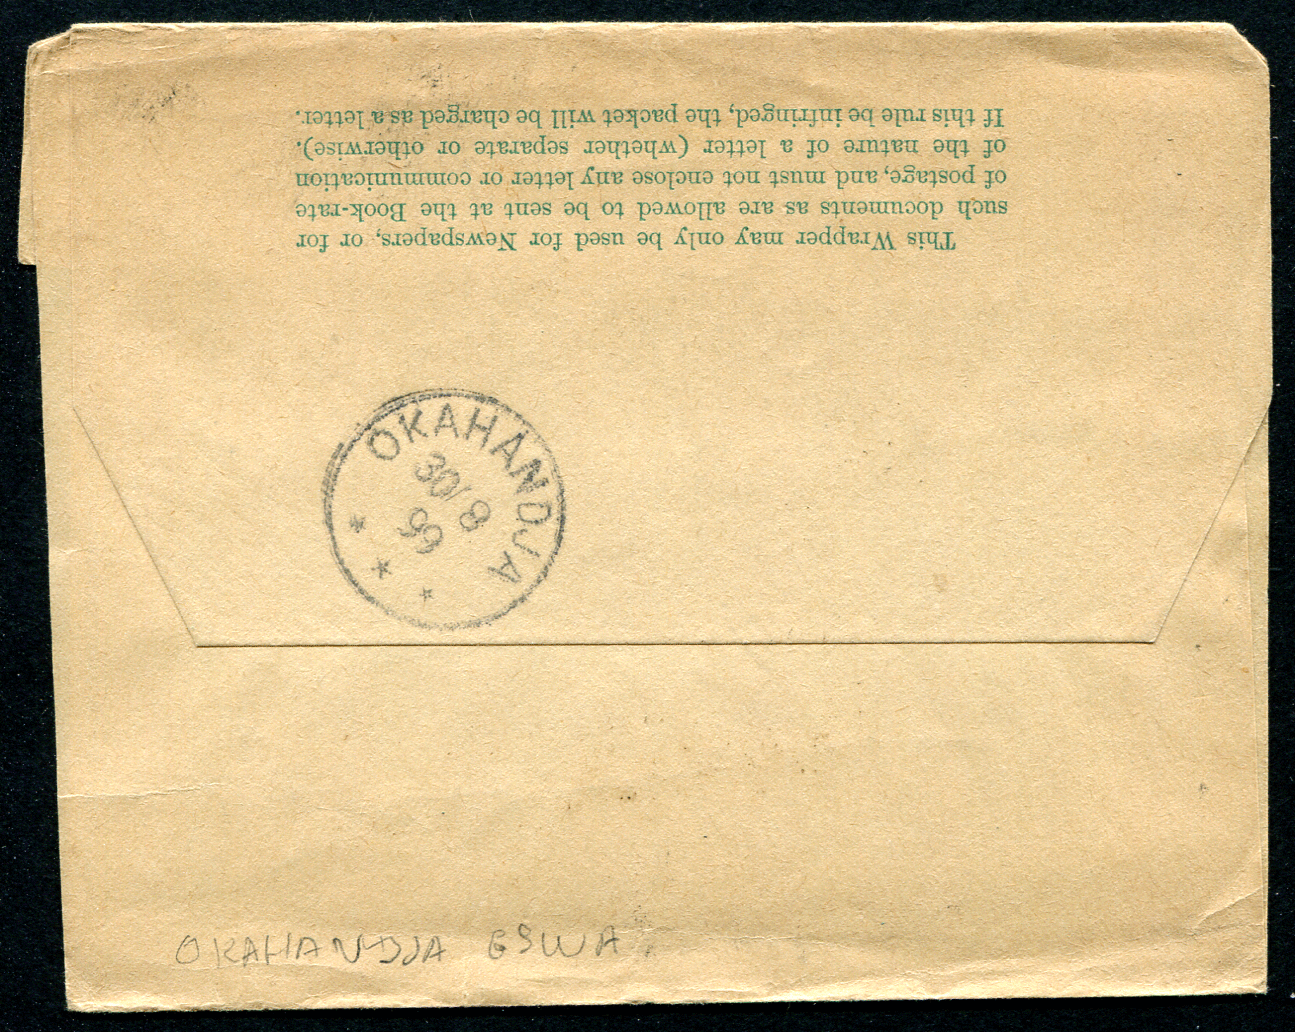 This Wrapper may only be used for Newspapers, or for
such documents as are allowed to be sent at the Book-rate
of postage, and must not enclose any letter or communication
of the nature of a letter (whether separate or otherwise).
If this rule be infringed, the packet will be charged as a letter.
OKAHANDJA
30/8
95
OKAHANDJA GSWA